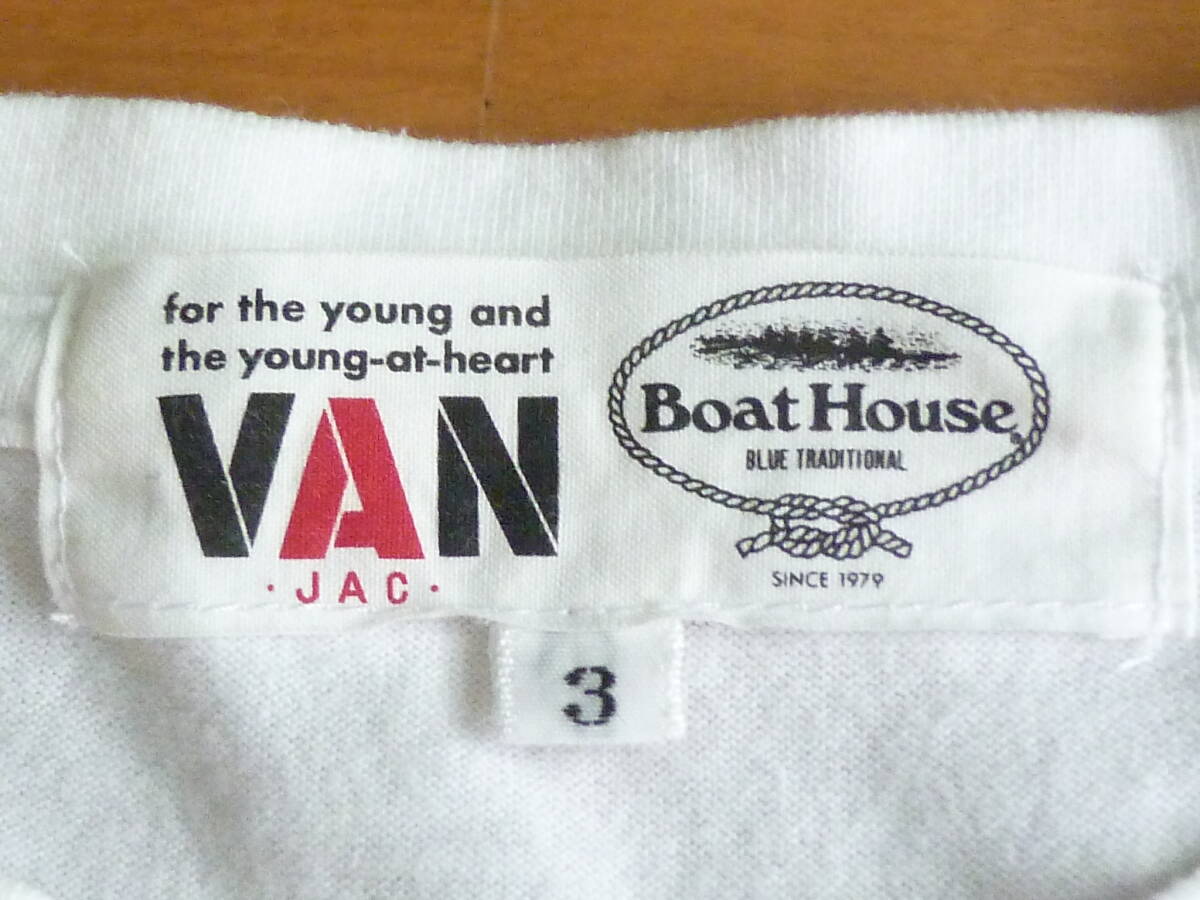 for the young and
the young-at-heart
VAN
·JAC·
Boat House®
BLUE TRADITIONAL
SINCE 1979
3